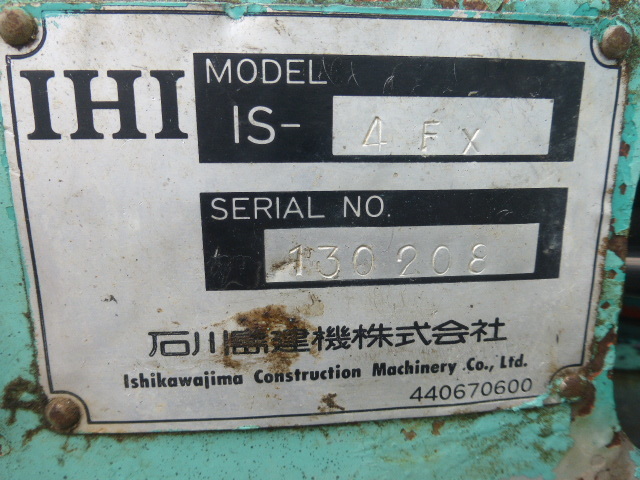 IHI
MODEL
IS- 4FX
SERIAL NO.
130208
石川島建機株式会社
Ishikawajima Construction Machinery Co., Ltd.
440670600